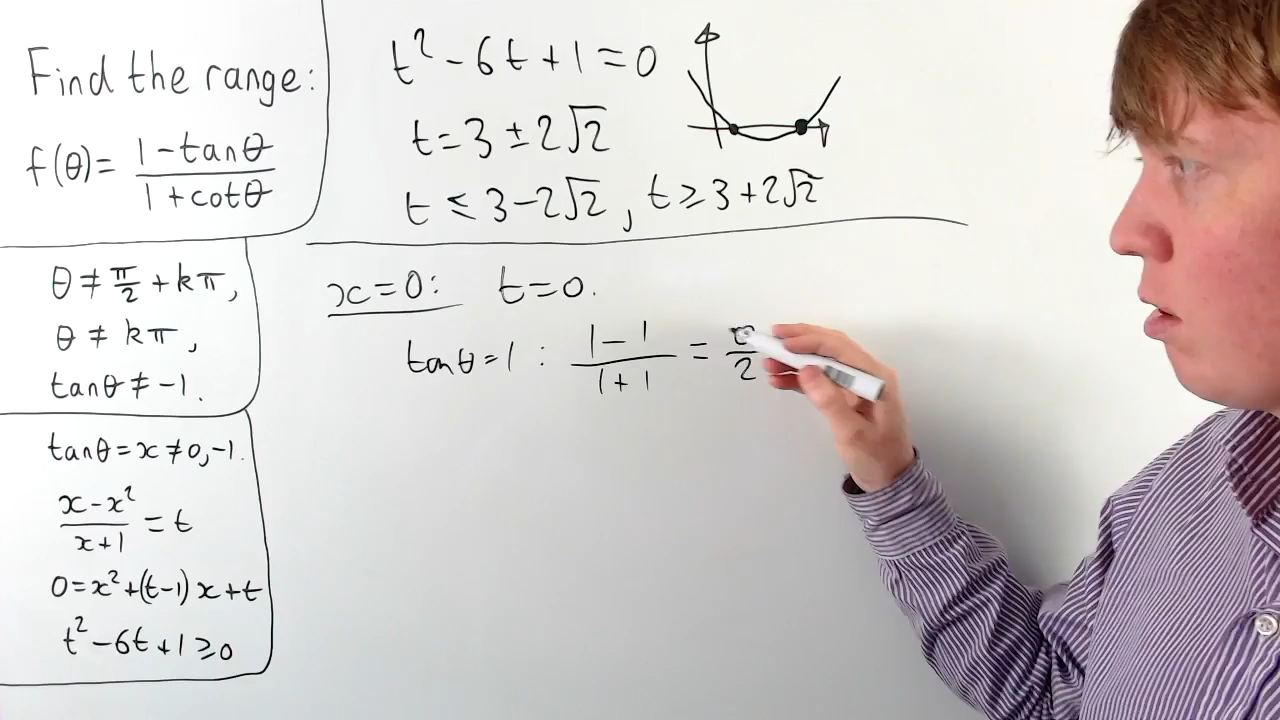 Find the range:
f(θ) = (1 - tanθ)/(1 + cotθ)
θ ≠ π/2 + kπ,
θ ≠ kπ,
tanθ ≠ -1.
tanθ = x ≠ 0, -1.
(x - x²)/(x + 1) = t
0 = x² + (t-1)x + t
t² - 6t + 1 ≥ 0
t² - 6t + 1 = 0
t = 3 ± 2√2
t ≤ 3 - 2√2, t ≥ 3 + 2√2
x = 0: t = 0.
tanθ = 1 : (1 - 1)/(1 + 1) = 0/2